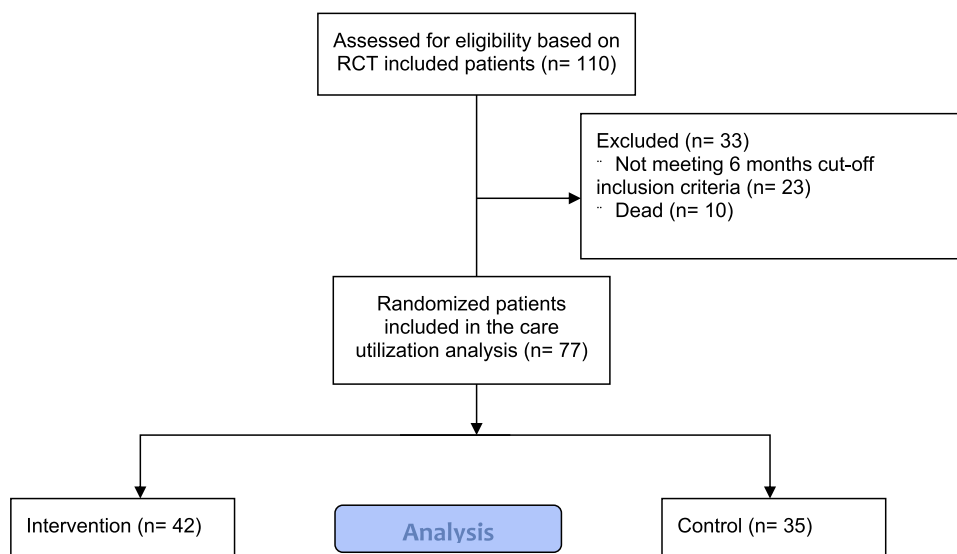 Assessed for eligibility based on
RCT included patients (n= 110)
Excluded (n= 33)
¨ Not meeting 6 months cut-off
inclusion criteria (n= 23)
¨ Dead (n= 10)
Randomized patients
included in the care
utilization analysis (n= 77)
Intervention (n= 42)
Analysis
Control (n= 35)